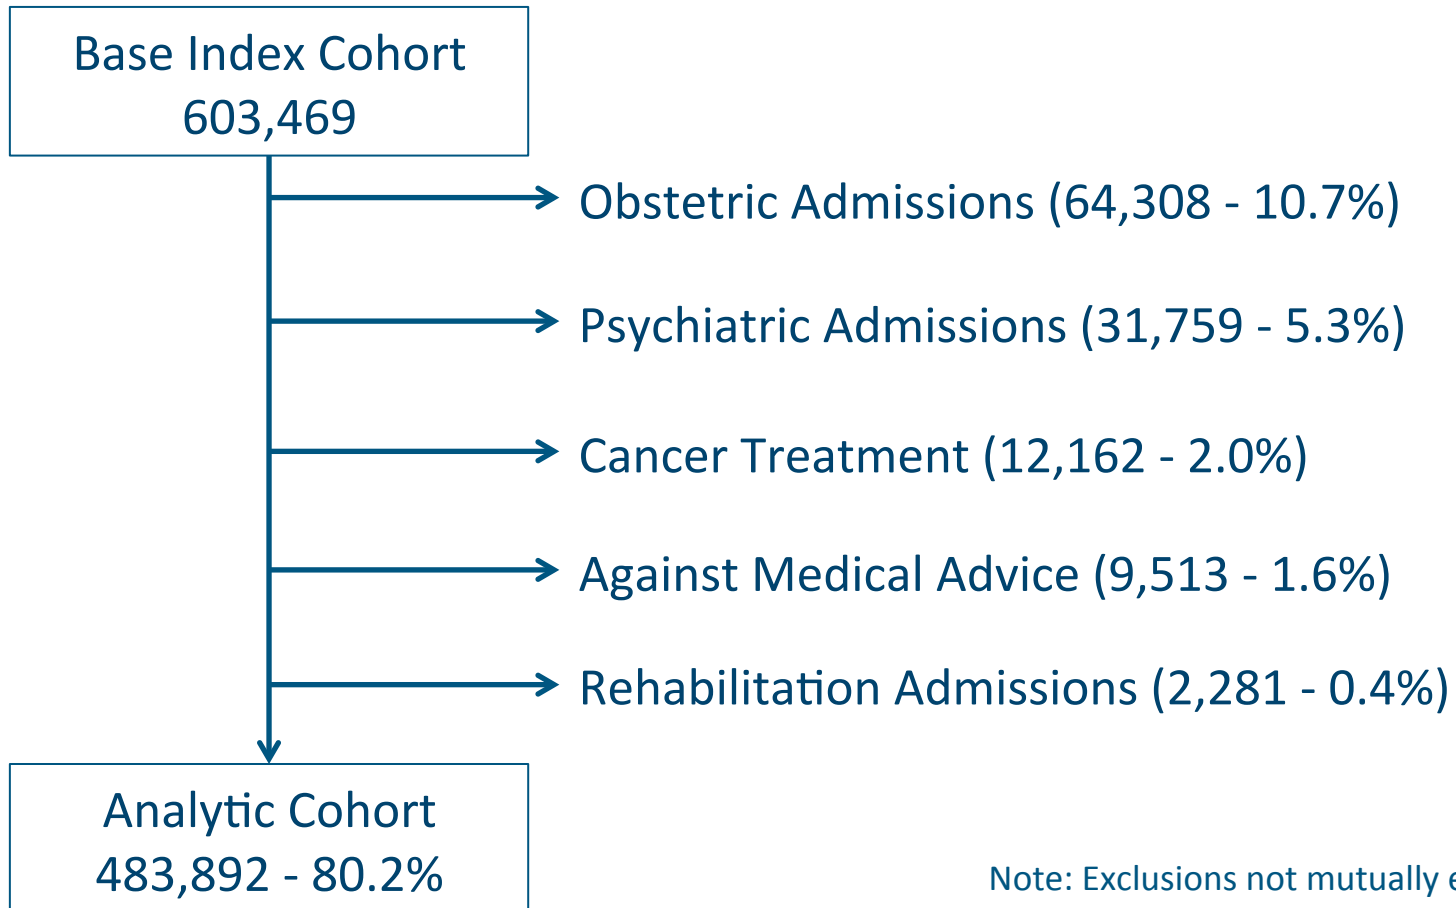 Base Index Cohort
603,469
Obstetric Admissions (64,308 - 10.7%)
Psychiatric Admissions (31,759 - 5.3%)
Cancer Treatment (12,162 - 2.0%)
Against Medical Advice (9,513 - 1.6%)
Rehabilitation Admissions (2,281 - 0.4%)
Analytic Cohort
483,892 - 80.2%
Note: Exclusions not mutually